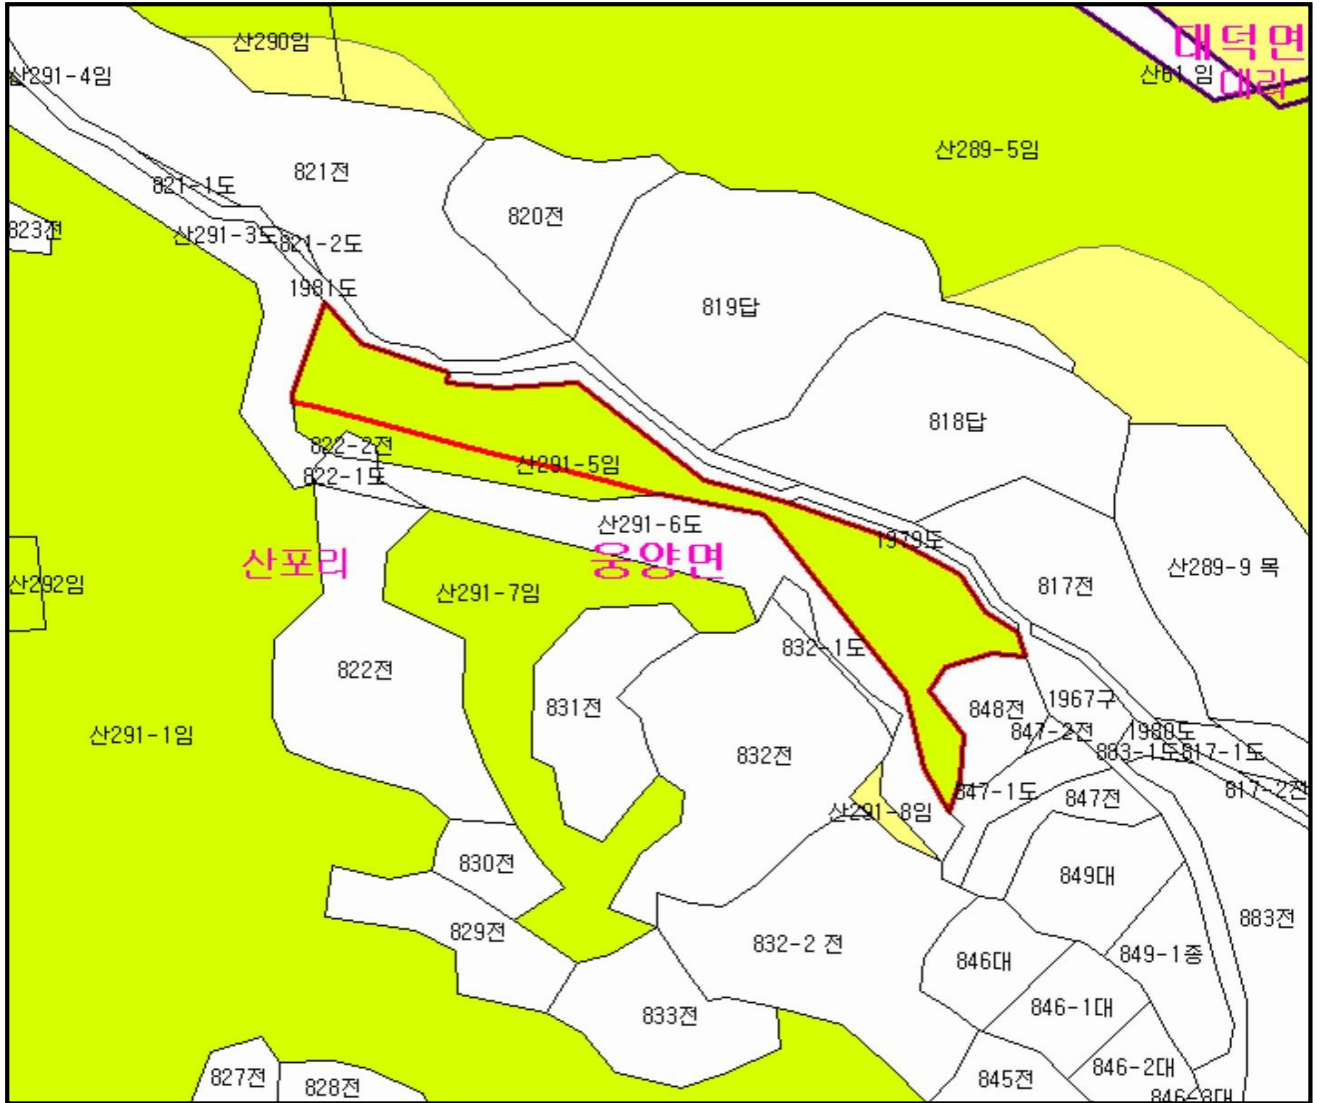 산290임
대덕면
산291-4임
산61 임
대리
산289-5임
821전
821-1도
820전
823전
산291-3도
821-2도
1981도
819답
818답
822-2전
산291-5임
822-1도
산291-6도
1979도
산포리
웅양면
산289-9 목
산292임
817전
산291-7임
832-1도
822전
1967구
831전
848전
산291-1임
847-2전
1980도
832전
883-1도
817-1도
847-1도
817-2전
847전
산291-8임
830전
849대
883전
829전
832-2 전
849-1종
846대
846-1대
833전
846-2대
827전
845전
828전
846-3대